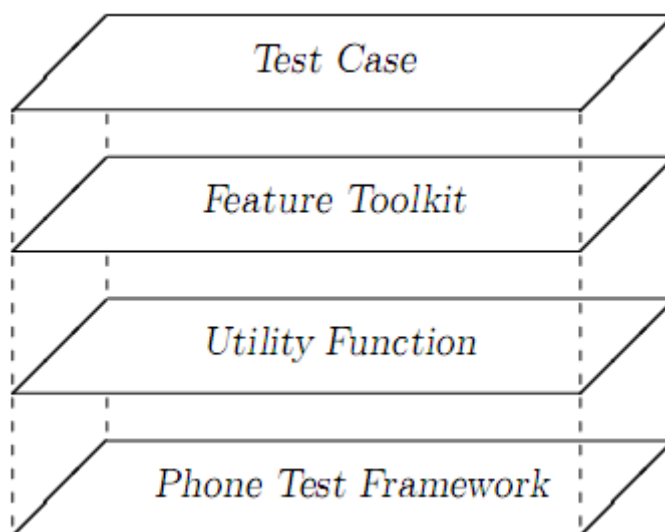 Test Case
Feature Toolkit
Utility Function
Phone Test Framework